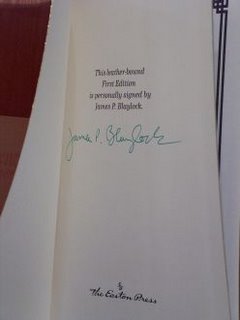 This leather-bound
First Edition
is personally signed by
James P. Blaylock.
James P. Blaylock
The Easton Press